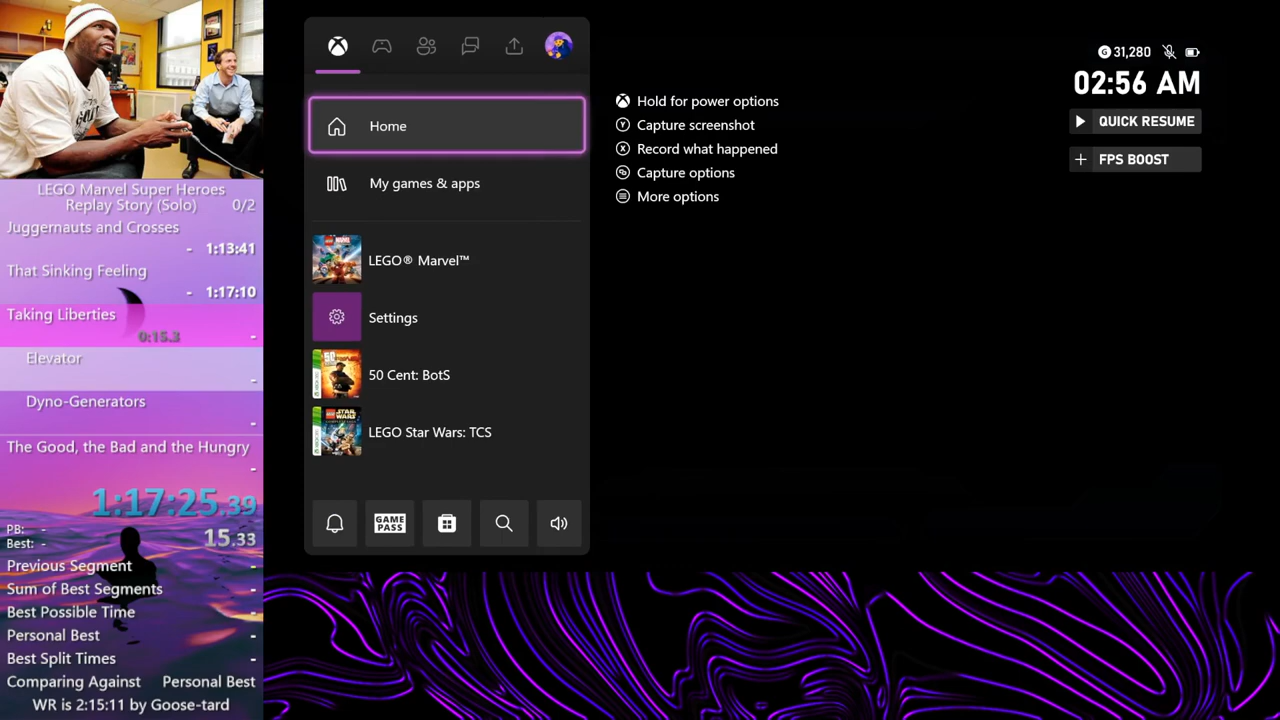 LEGO Marvel Super Heroes
Replay Story (Solo) 0/2
Juggernauts and Crosses
- 1:13:41
That Sinking Feeling
- 1:17:10
Taking Liberties
0:15.3 -
Elevator
-
Dyno-Generators
-
The Good, the Bad and the Hungry
-
1:17:25.39
PB: -
Best: -
15.33
Previous Segment -
Sum of Best Segments -
Best Possible Time -
Personal Best -
Best Split Times -
Comparing Against Personal Best
WR is 2:15:11 by Goose-tard
Home
My games & apps
LEGO® Marvel™
Settings
50 Cent: BotS
LEGO Star Wars: TCS
GAME
PASS
Hold for power options
Y Capture screenshot
X Record what happened
Capture options
More options
G 31,280
02:56 AM
QUICK RESUME
+ FPS BOOST